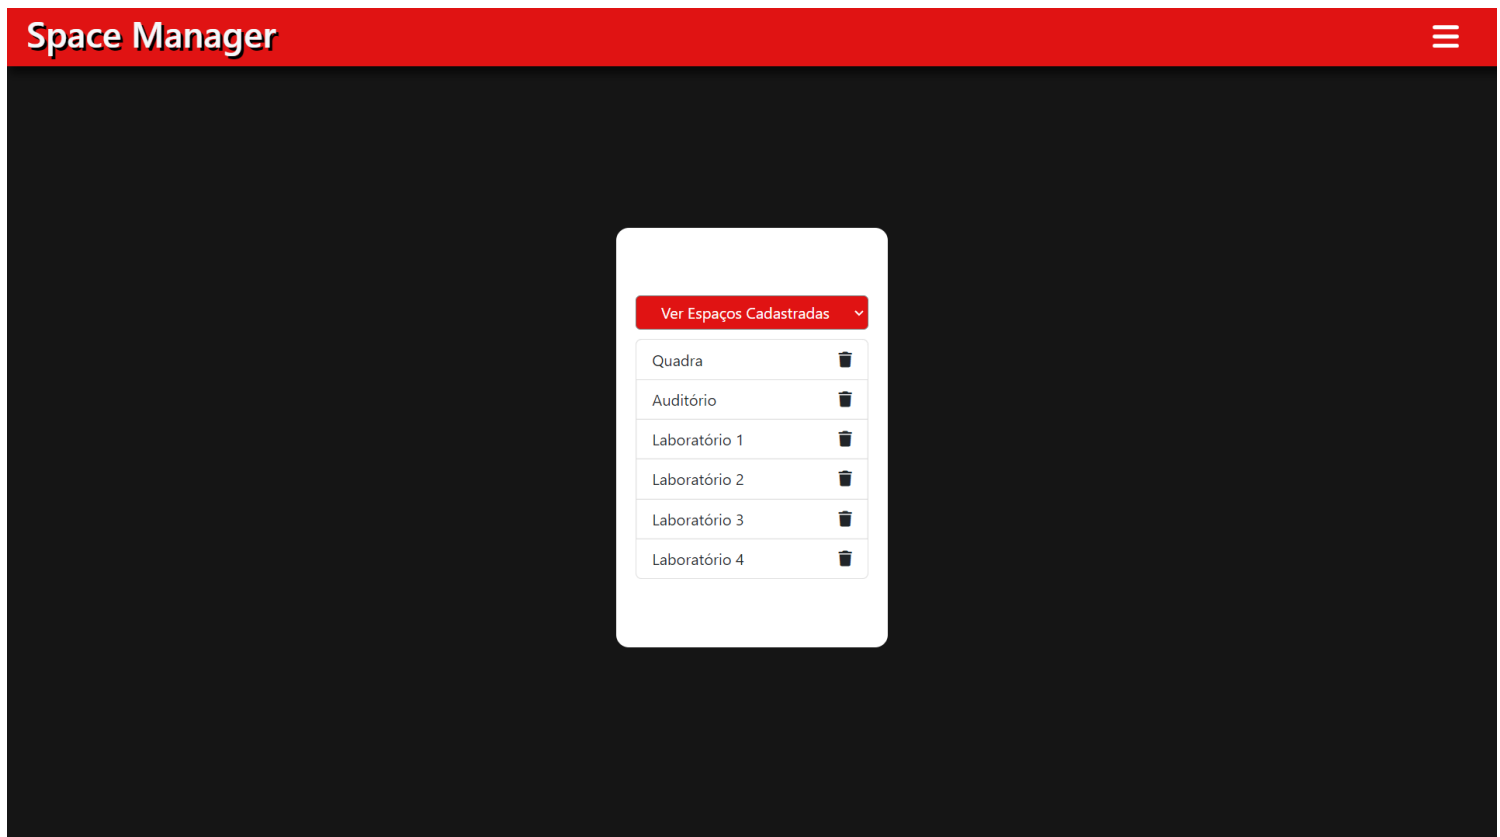 Space Manager
Ver Espaços Cadastradas
Quadra
Auditório
Laboratório 1
Laboratório 2
Laboratório 3
Laboratório 4